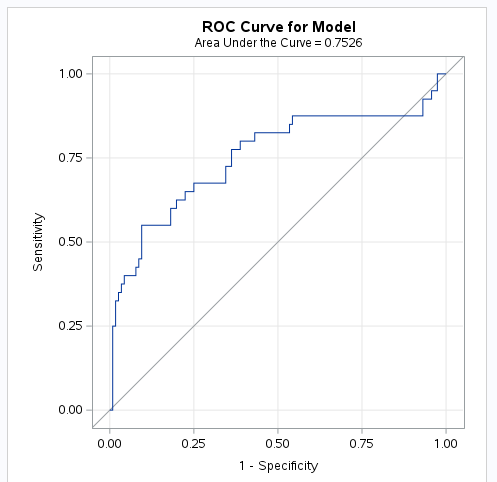 ROC Curve for Model
Area Under the Curve = 0.7526
1.00
0.75
0.50
0.25
0.00
Sensitivity
0.00 0.25 0.50 0.75 1.00
1 - Specificity